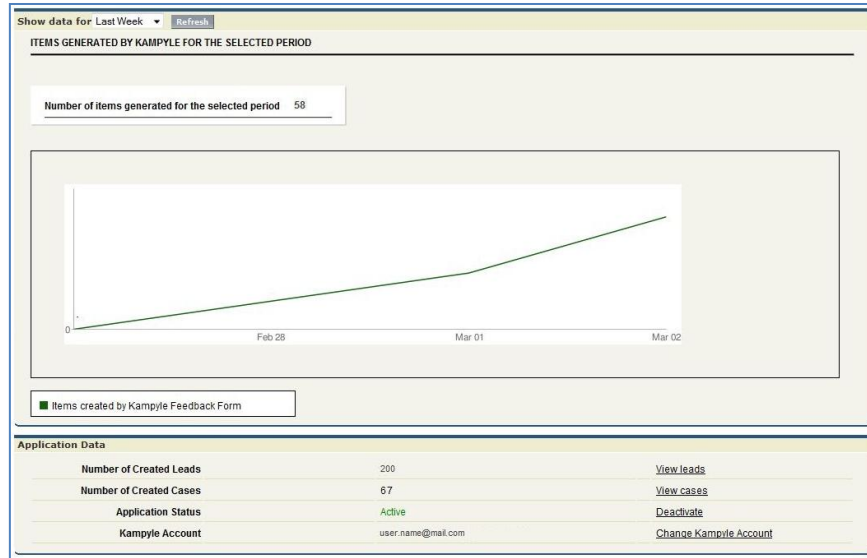 Show data for Last Week Refresh
ITEMS GENERATED BY KAMPYLE FOR THE SELECTED PERIOD
Number of items generated for the selected period 58
0
Feb 28 Mar 01 Mar 02
Items created by Kampyle Feedback Form
Application Data
Number of Created Leads 200 View leads
Number of Created Cases 67 View cases
Application Status Active Deactivate
Kampyle Account user.name@mail.com Change Kampyle Account